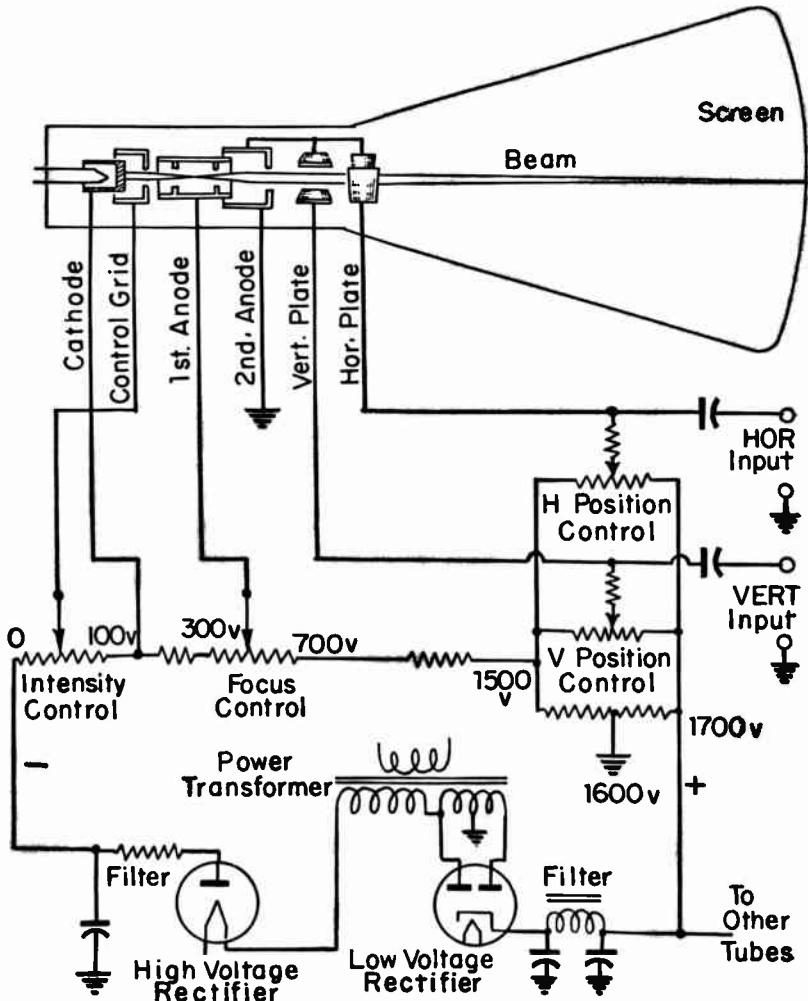 Screen
Beam
Cathode
Control Grid
1st. Anode
2nd. Anode
Vert. Plate
Hor. Plate
HOR
Input
H Position
Control
VERT
Input
0
100v
300v
700v
Intensity
Control
Focus
Control
1500
v
V Position
Control
1700v
1600v
−
+
Power
Transformer
Filter
High Voltage
Rectifier
Low Voltage
Rectifier
Filter
To
Other
Tubes